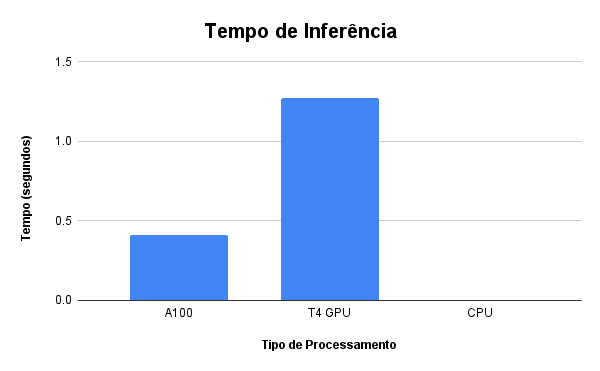 Tempo de Inferência
Tempo (segundos)
1.5
1.0
0.5
0.0
A100
T4 GPU
CPU
Tipo de Processamento